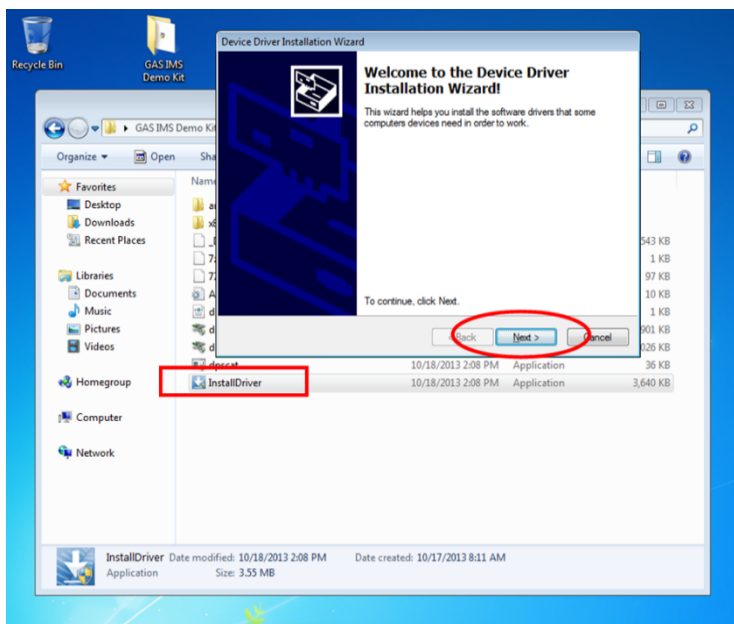 Recycle Bin
GAS IMS
Demo Kit
Device Driver Installation Wizard
Welcome to the Device Driver
Installation Wizard!
This wizard helps you install the software drivers that some
computers devices need in order to work.
To continue, click Next.
Back
Next >
Cancel
GAS IMS Demo Kit
Organize
Open
Sha
Name
Favorites
Desktop
Downloads
Recent Places
543 KB
1 KB
Libraries
97 KB
Documents
10 KB
Music
1 KB
Pictures
901 KB
Videos
026 KB
dpscat 10/18/2013 2:08 PM Application 36 KB
Homegroup
InstallDriver 10/18/2013 2:08 PM Application 3,640 KB
Computer
Network
InstallDriver Date modified: 10/18/2013 2:08 PM Date created: 10/17/2013 8:11 AM
Application Size: 3.55 MB